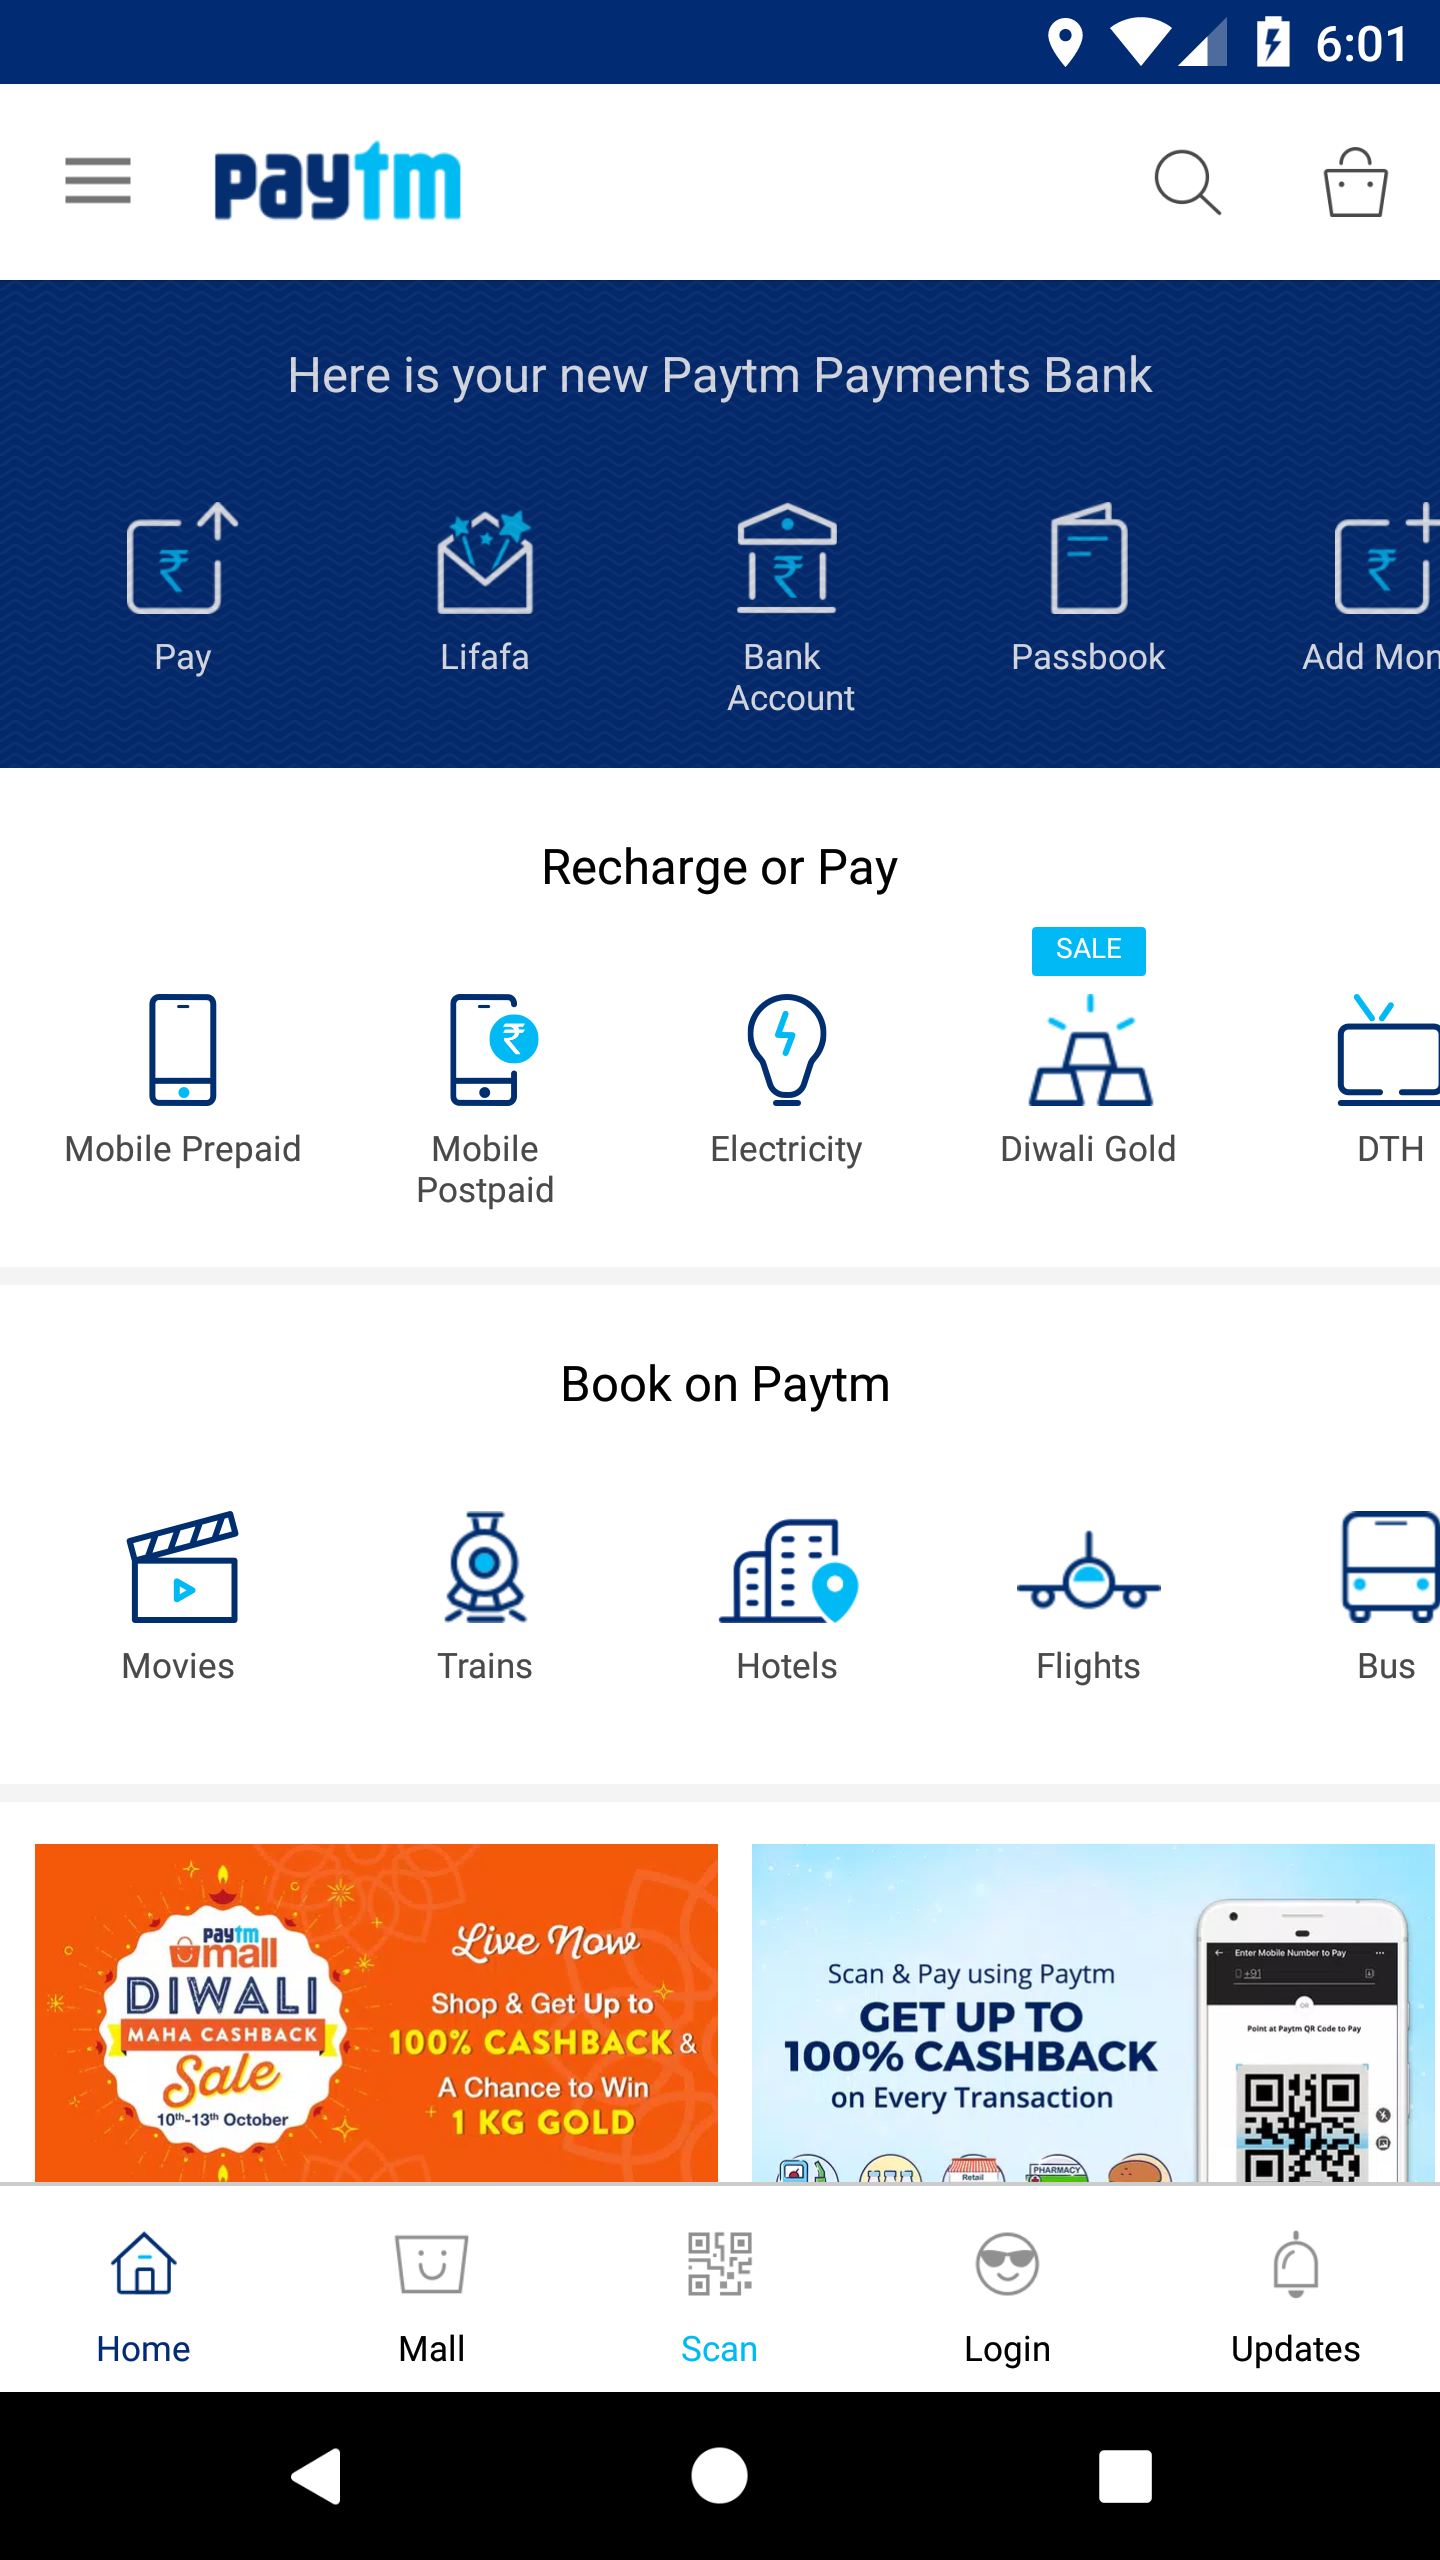 6:01
paytm
Here is your new Paytm Payments Bank
Pay
Lifafa
Bank
Account
Passbook
Add Mon
Recharge or Pay
SALE
Mobile Prepaid
Mobile
Postpaid
Electricity
Diwali Gold
DTH
Book on Paytm
Movies
Trains
Hotels
Flights
Bus
paytm
mall
DIWALI
MAHA CASHBACK
Sale
10th-13th October
Live Now
Shop & Get Up to
100% CASHBACK &
A Chance to Win
1 KG GOLD
Scan & Pay using Paytm
GET UP TO
100% CASHBACK
on Every Transaction
Enter Mobile Number to Pay
+91
OR
Point at Paytm QR Code to Pay
Retail
PHARMACY
Home
Mall
Scan
Login
Updates